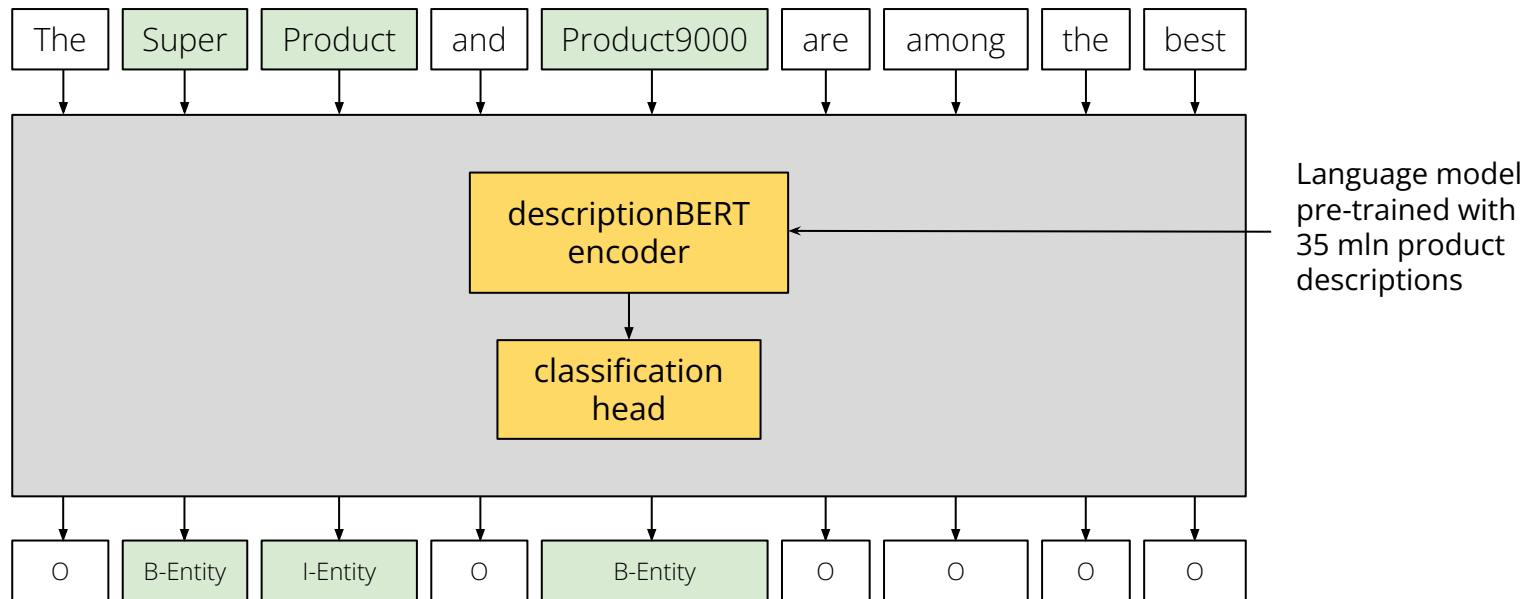 The Super Product and Product9000 are among the best
descriptionBERT
encoder
Language model
pre-trained with
35 mln product
descriptions
classification
head
O B-Entity I-Entity O B-Entity O O O O